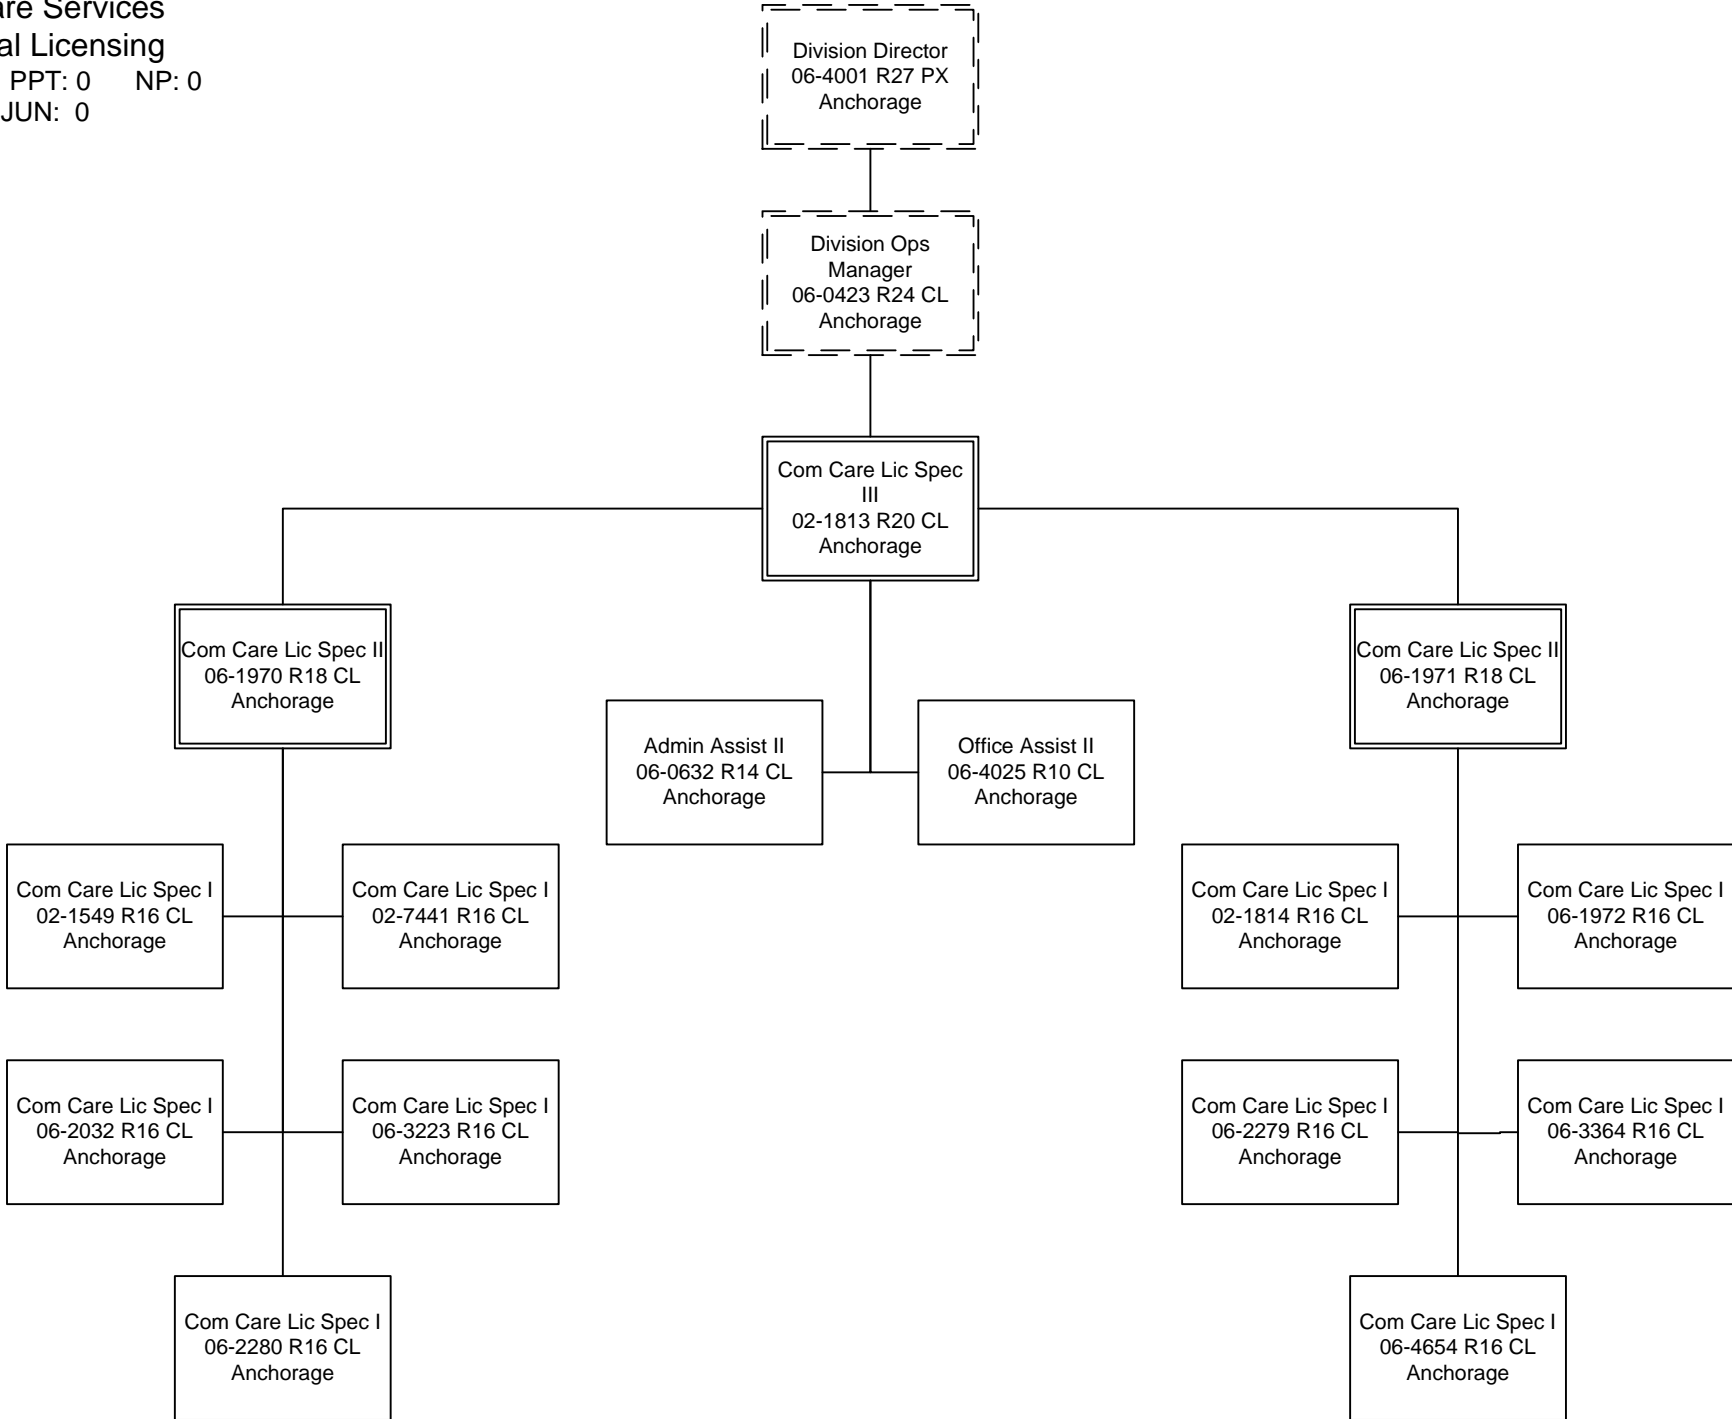 Services
Licensing
PPT: 0 NP: 0
JUN: 0
Division Director
06-4001 R27 PX
Anchorage
Division Ops
Manager
06-0423 R24 CL
Anchorage
Com Care Lic Spec
III
02-1813 R20 CL
Anchorage
Com Care Lic Spec II
06-1970 R18 CL
Anchorage
Com Care Lic Spec II
06-1971 R18 CL
Anchorage
Admin Assist II
06-0632 R14 CL
Anchorage
Office Assist II
06-4025 R10 CL
Anchorage
Com Care Lic Spec I
02-1549 R16 CL
Anchorage
Com Care Lic Spec I
02-7441 R16 CL
Anchorage
Com Care Lic Spec I
02-1814 R16 CL
Anchorage
Com Care Lic Spec I
06-1972 R16 CL
Anchorage
Com Care Lic Spec I
06-2032 R16 CL
Anchorage
Com Care Lic Spec I
06-3223 R16 CL
Anchorage
Com Care Lic Spec I
06-2279 R16 CL
Anchorage
Com Care Lic Spec I
06-3364 R16 CL
Anchorage
Com Care Lic Spec I
06-2280 R16 CL
Anchorage
Com Care Lic Spec I
06-4654 R16 CL
Anchorage